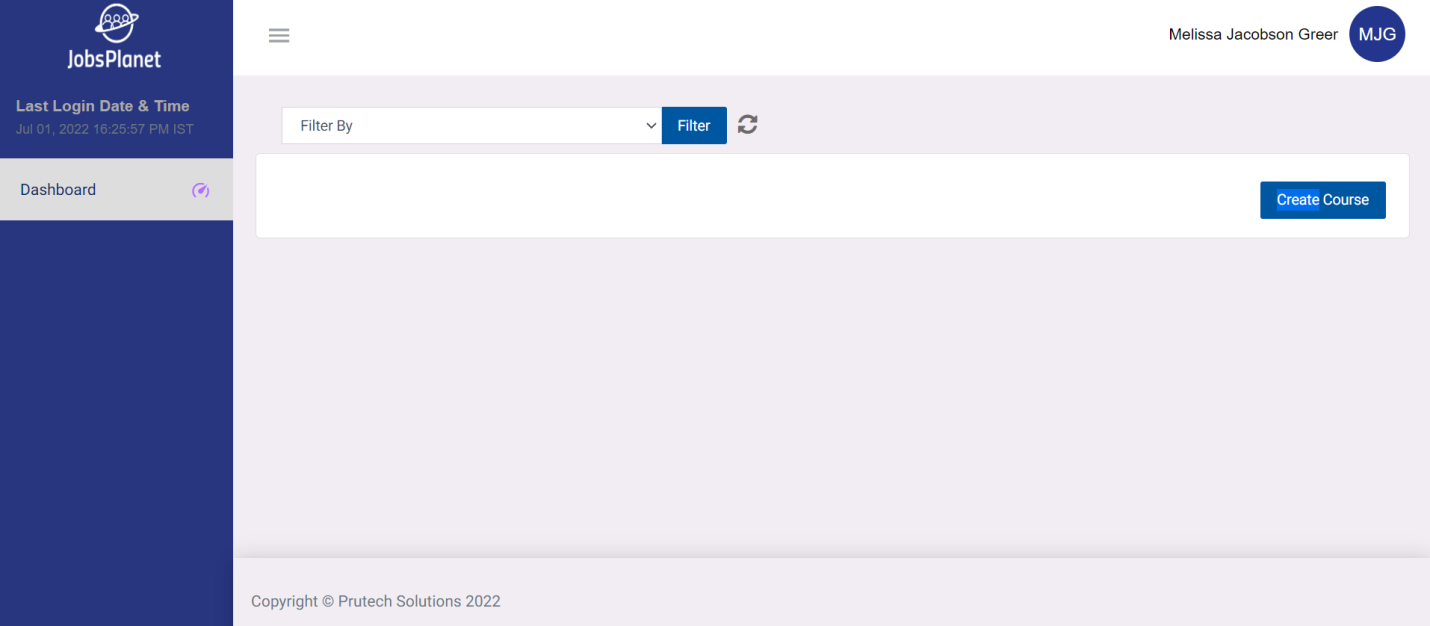 JobsPlanet
Last Login Date & Time
Jul 01, 2022 16:25:57 PM IST
Dashboard
Melissa Jacobson Greer
MJG
Filter By
Filter
Create Course
Copyright © Prutech Solutions 2022